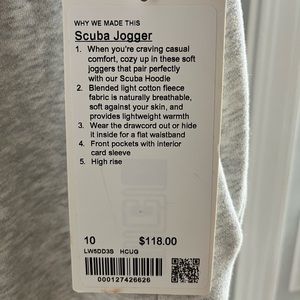 WHY WE MADE THIS
Scuba Jogger
1. When you're craving casual
comfort, cozy up in these soft
joggers that pair perfectly
with our Scuba Hoodie
2. Blended light cotton fleece
fabric is naturally breathable,
soft against your skin, and
provides lightweight warmth
3. Wear the drawcord out or hide
it inside for a flat waistband
4. Front pockets with interior
card sleeve
5. High rise
10 $118.00
LW5DD3S HCUG
000127426626